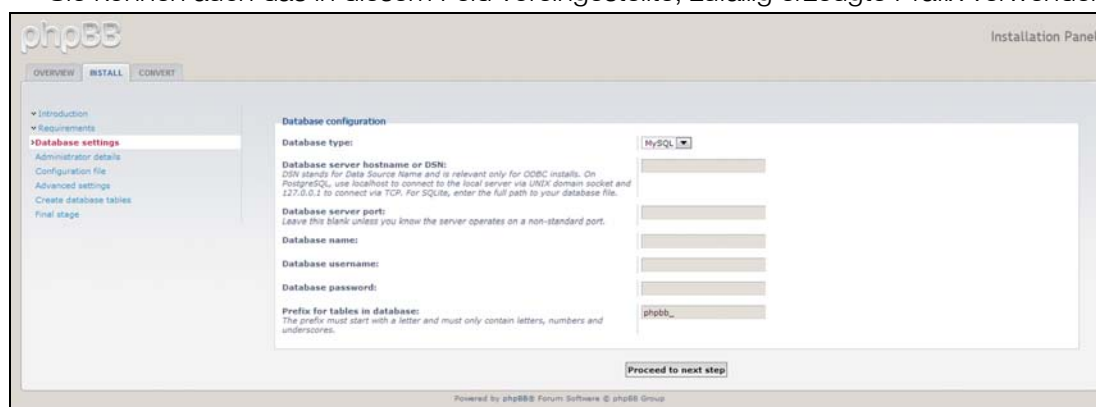 Sie können auch das in diesem Feld voreingestellte, zufällig erzeugte Präfix verwenden
phpBB
Installation Panel
OVERVIEW INSTALL CONVERT
Introduction
Requirements
Database settings
Administrator details
Configuration file
Advanced settings
Create database tables
Final stage
Database configuration
Database type:
MySQL
Database server hostname or DSN:
DSN stands for Data Source Name and is relevant only for ODBC installs. On
PostgreSQL, use localhost to connect to the local server via UNIX domain socket and
127.0.0.1 to connect via TCP. For SQLite, enter the full path to your database file.
Database server port:
Leave this blank unless you know the server operates on a non-standard port.
Database name:
Database username:
Database password:
Prefix for tables in database:
The prefix must start with a letter and must only contain letters, numbers and
underscores.
phpbb_
Proceed to next step
Powered by phpBB® Forum Software © phpBB Group